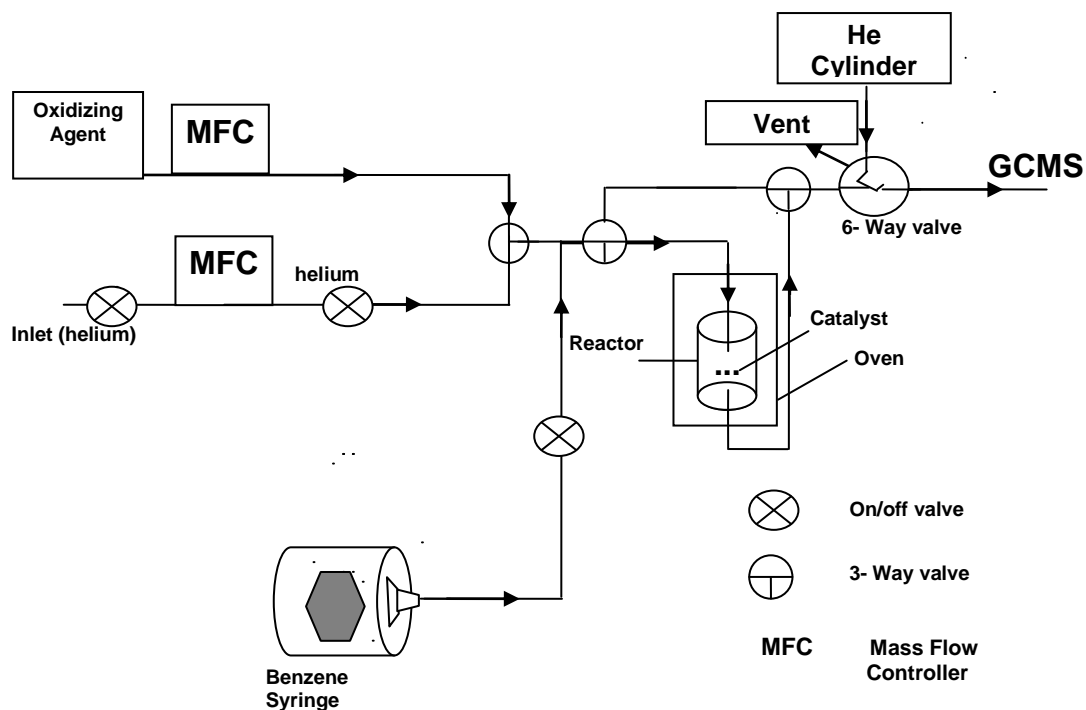 He
Cylinder
Oxidizing
Agent
MFC
Vent
GCMS
6- Way valve
MFC
helium
Inlet (helium)
Reactor
Catalyst
Oven
On/off valve
3- Way valve
MFC Mass Flow
Controller
Benzene
Syringe